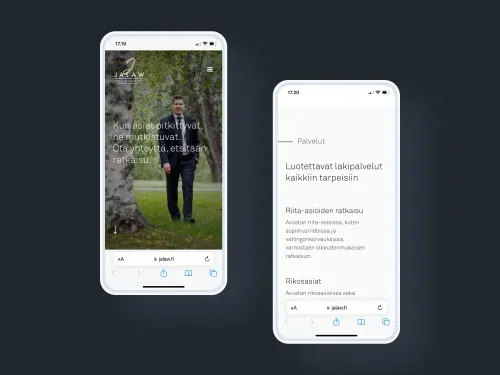 17.19
JALAW
Kun asiat pitkittyvät,
ne mutkistuvat.
Ota yhteyttä, etsitään
ratkaisu.
AA jalaw.fi
17.20
Palvelut
Luotettavat lakipalvelut
kaikkiin tarpeisiin
Riita-asioiden ratkaisu
Avustan riita-asioissa, kuten
sopimusriidoissa ja
vahingonkorvauksissa,
varmistaen oikeudenmukaisen
ratkaisun.
Rikosasiat
Avustan rikosasioissa sekä
AA jalaw.fi